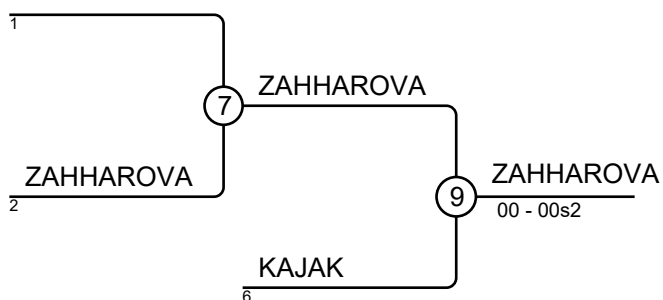 1
ZAHHAROVA
7
ZAHHAROVA
2
ZAHHAROVA
9
00 - 00s2
KAJAK
6